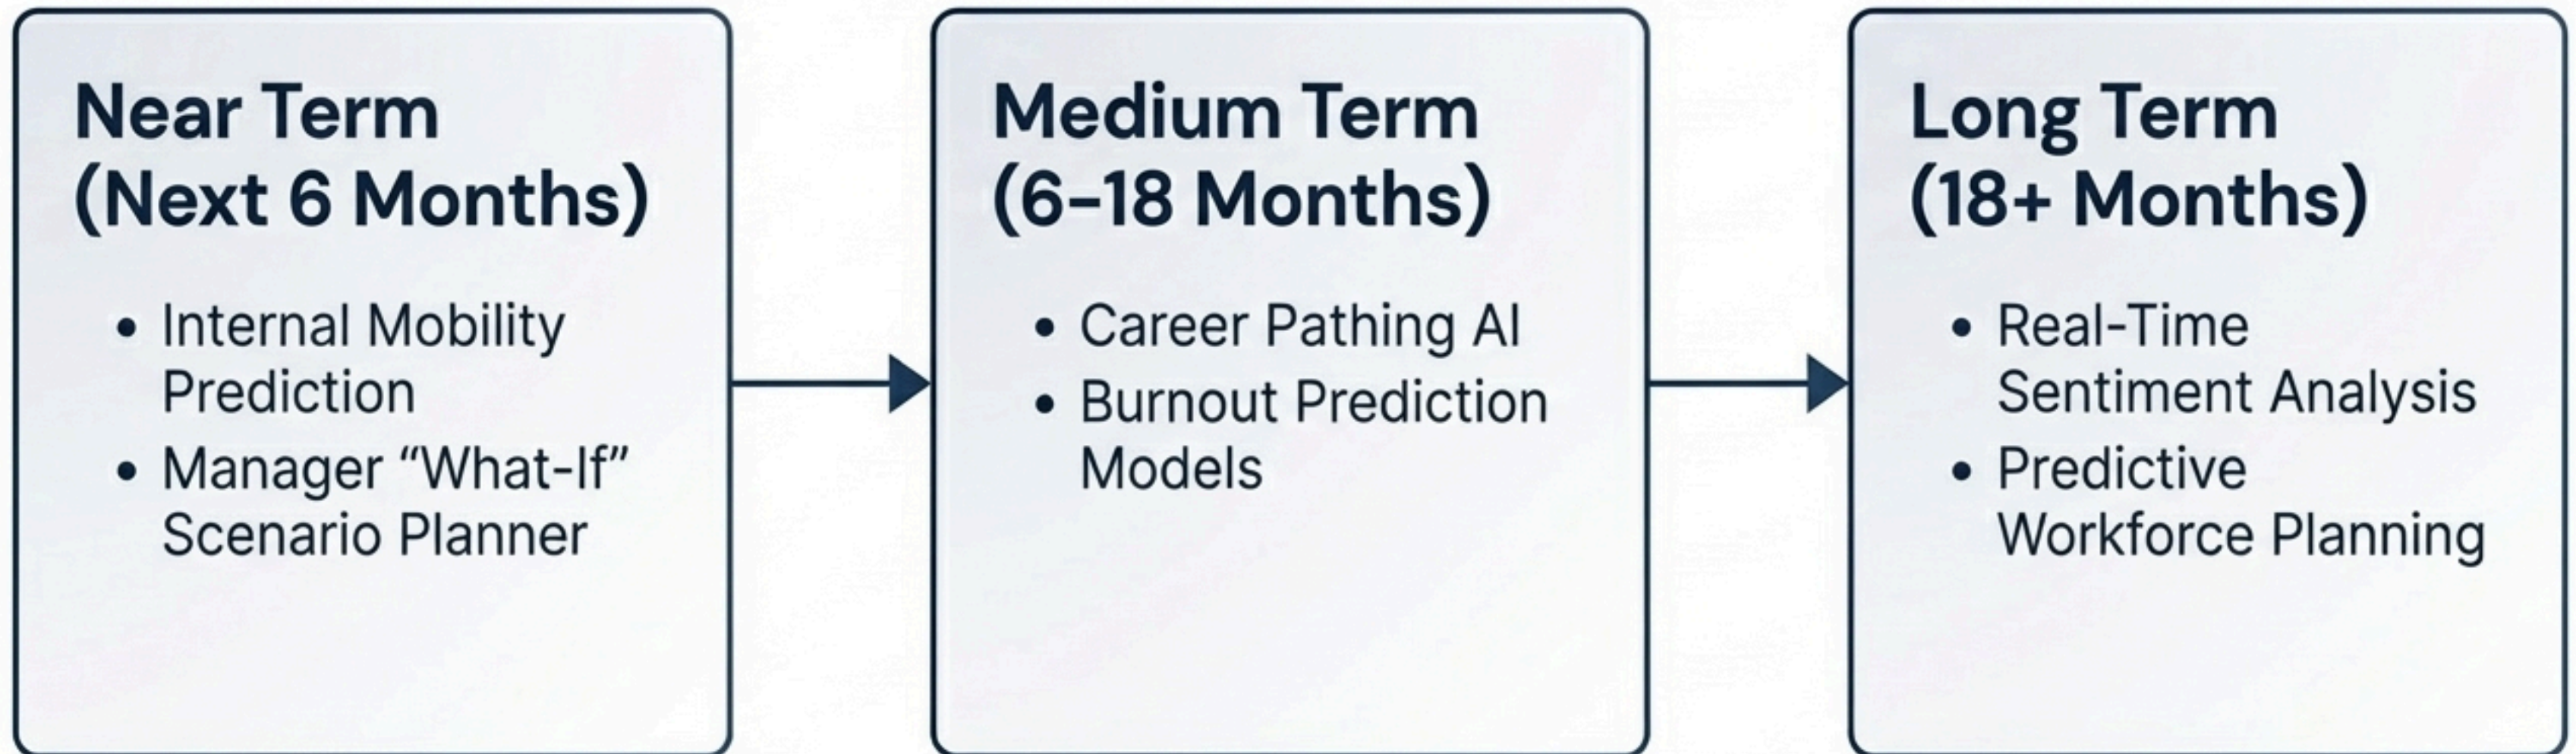 Near Term
(Next 6 Months)
• Internal Mobility
Prediction
• Manager “What-If”
Scenario Planner
Medium Term
(6–18 Months)
• Career Pathing AI
• Burnout Prediction
Models
Long Term
(18+ Months)
• Real-Time
Sentiment Analysis
• Predictive
Workforce Planning